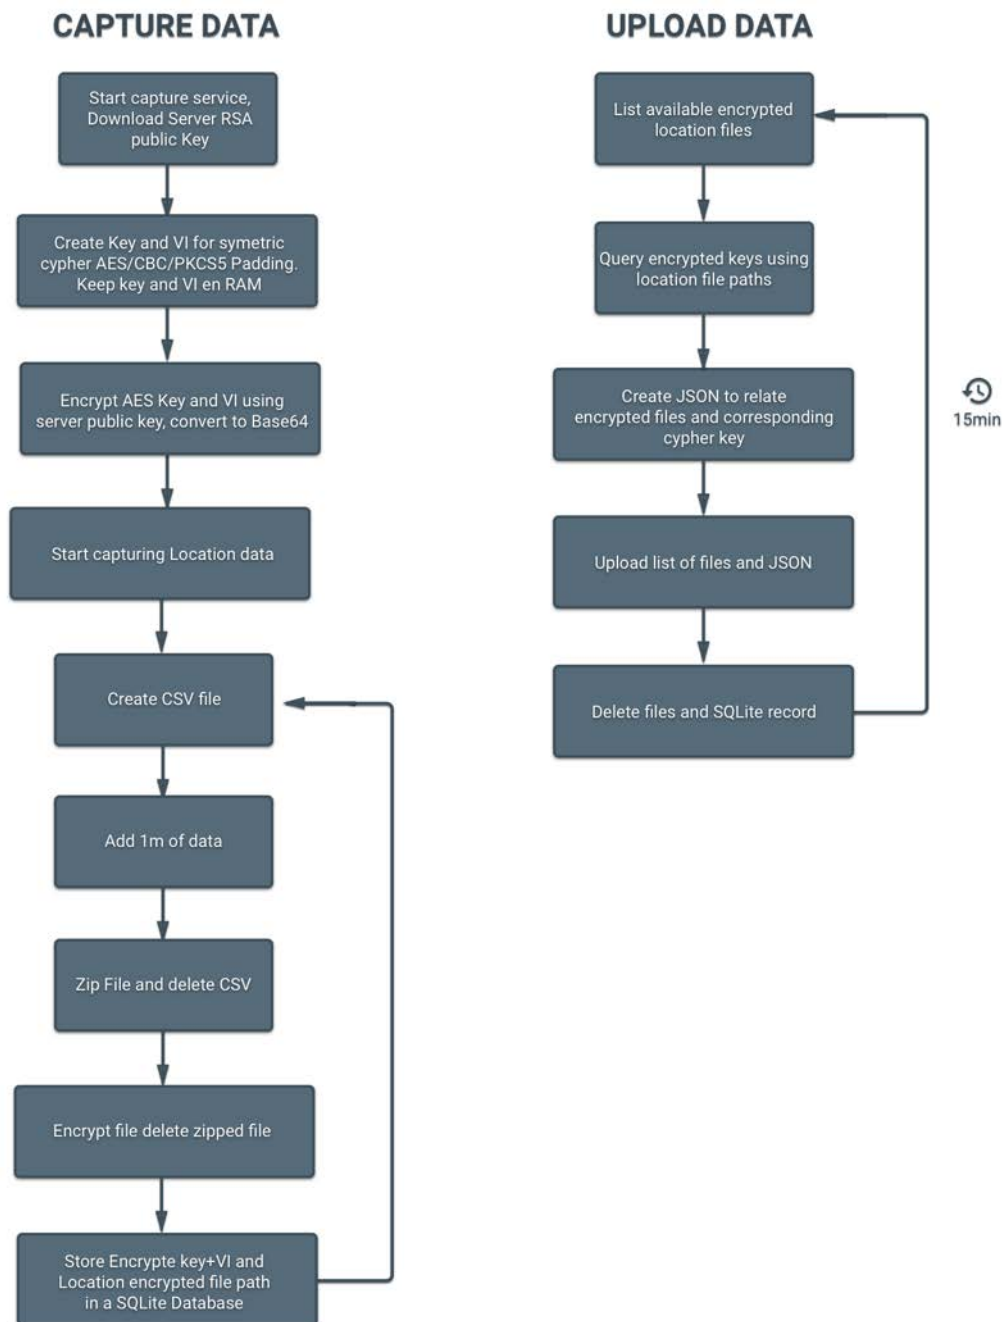 CAPTURE DATA
Start capture service,
Download Server RSA
public Key
Create Key and VI for symetric
cypher AES/CBC/PKCS5 Padding.
Keep key and VI en RAM
Encrypt AES Key and VI using
server public key, convert to Base64
Start capturing Location data
Create CSV file
Add 1m of data
Zip File and delete CSV
Encrypt file delete zipped file
Store Encrypte key+VI and
Location encrypted file path
in a SQLite Database
UPLOAD DATA
List available encrypted
location files
Query encrypted keys using
location file paths
Create JSON to relate
encrypted files and corresponding
cypher key
Upload list of files and JSON
Delete files and SQLite record
15min